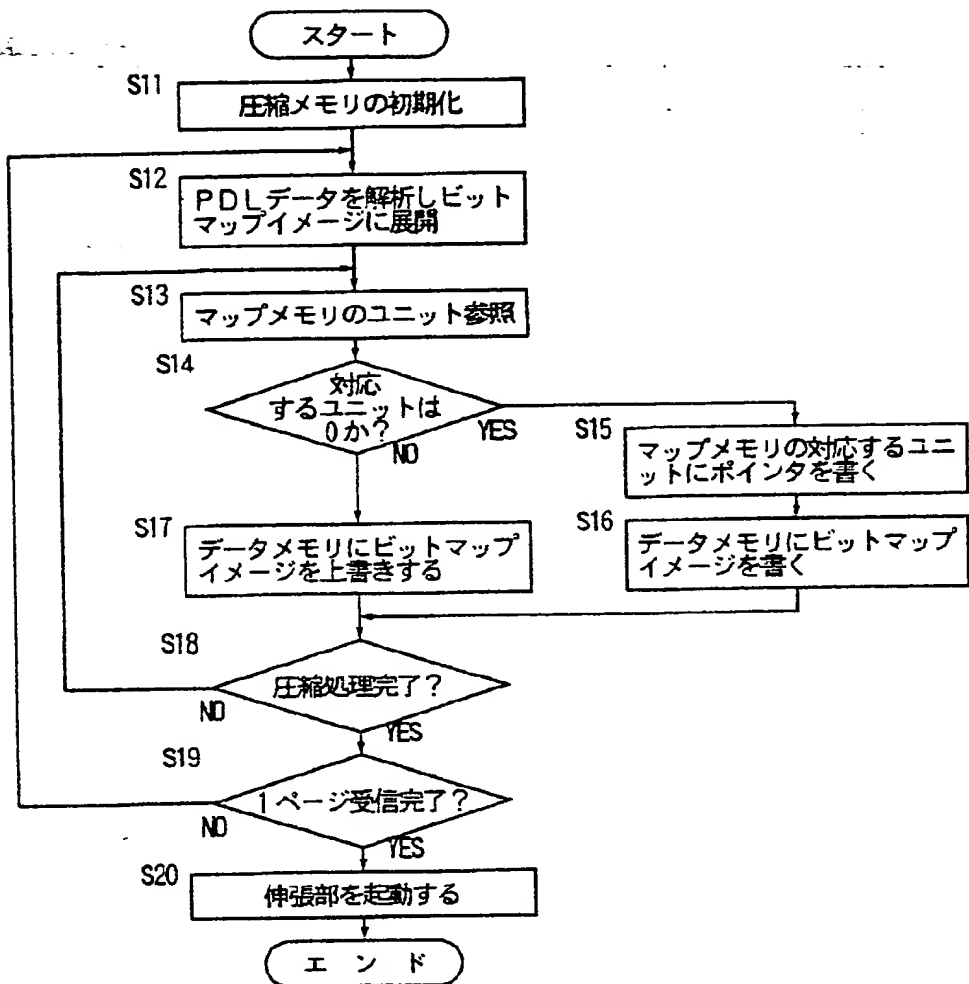 スタート
S11
圧縮メモリの初期化
S12
PDLデータを解析しビット
マップイメージに展開
S13
マップメモリのユニット参照
S14
対応
するユニットは
0か?
YES
NO
S15
マップメモリの対応するユニ
ットにポインタを書く
S16
データメモリにビットマップ
イメージを書く
S17
データメモリにビットマップ
イメージを上書きする
S18
圧縮処理完了?
NO
YES
S19
1ページ受信完了?
NO
YES
S20
伸張部を起動する
エンド